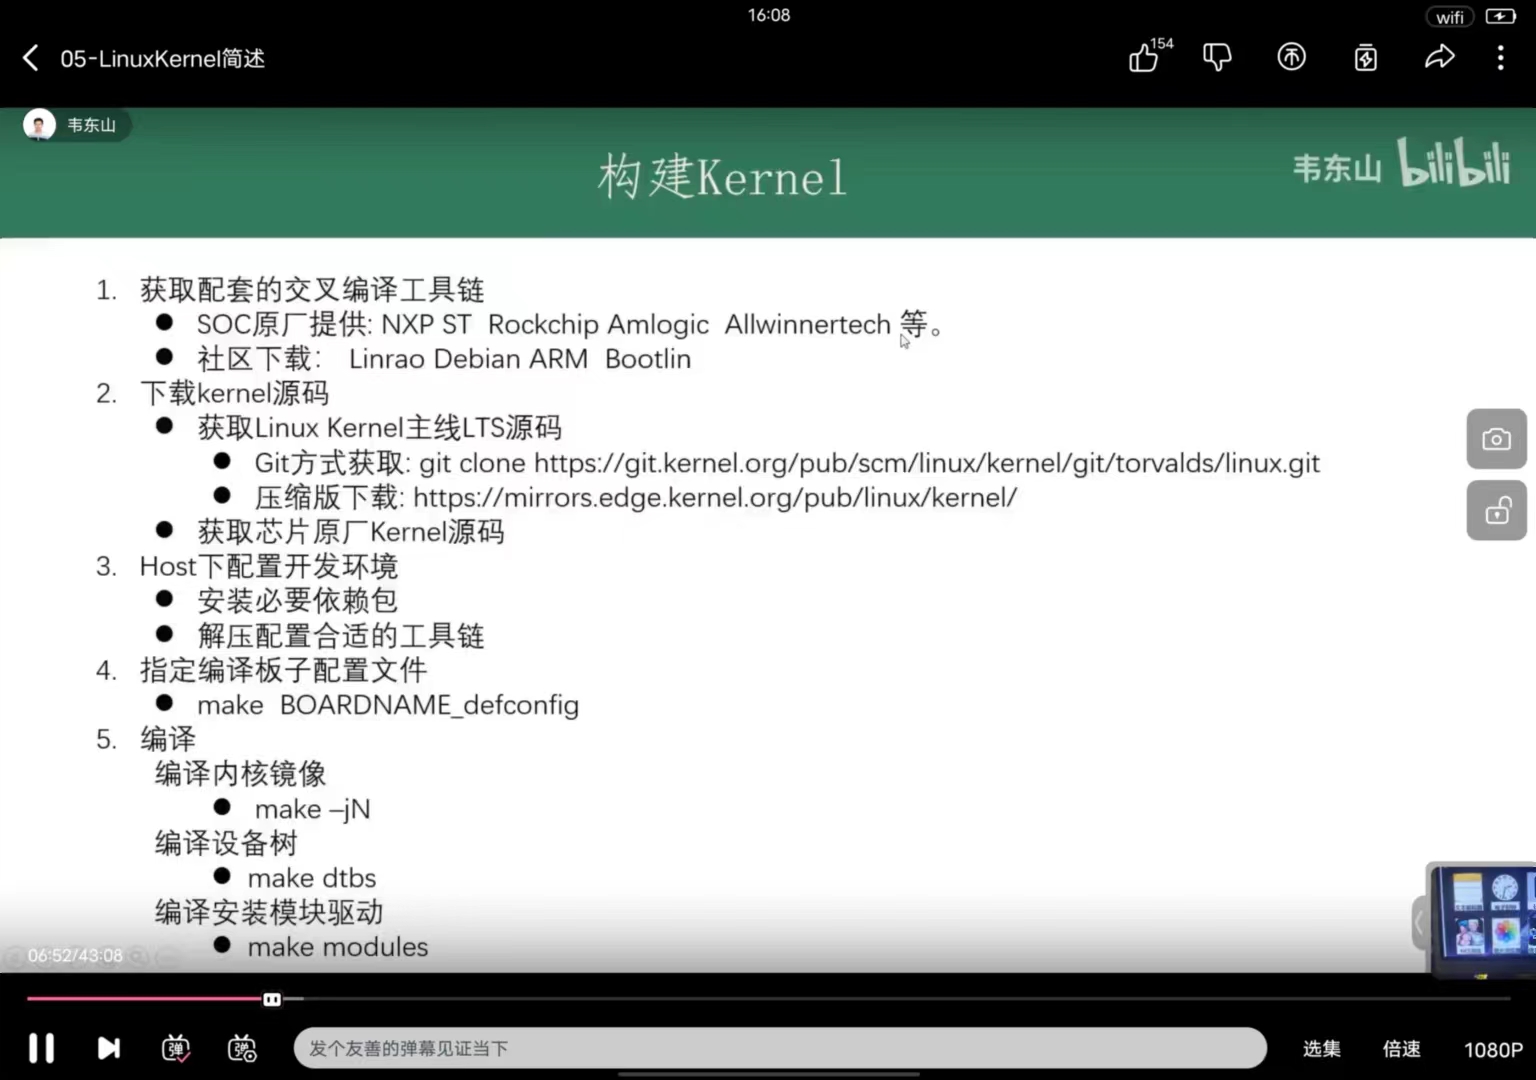 16:08
wifi
05-LinuxKernel简述
154
韦东山
构建Kernel
韦东山 bilibili
1. 获取配套的交叉编译工具链
● SOC原厂提供: NXP ST Rockchip Amlogic Allwinnertech 等。
● 社区下载： Linrao Debian ARM Bootlin
2. 下载kernel源码
● 获取Linux Kernel主线LTS源码
● Git方式获取: git clone https://git.kernel.org/pub/scm/linux/kernel/git/torvalds/linux.git
● 压缩版下载: https://mirrors.edge.kernel.org/pub/linux/kernel/
● 获取芯片原厂Kernel源码
3. Host下配置开发环境
● 安装必要依赖包
● 解压配置合适的工具链
4. 指定编译板子配置文件
● make BOARDNAME_defconfig
5. 编译
编译内核镜像
● make –jN
编译设备树
● make dtbs
编译安装模块驱动
● make modules
06:52/43:08
弹
弹
发个友善的弹幕见证当下
选集
倍速
1080P